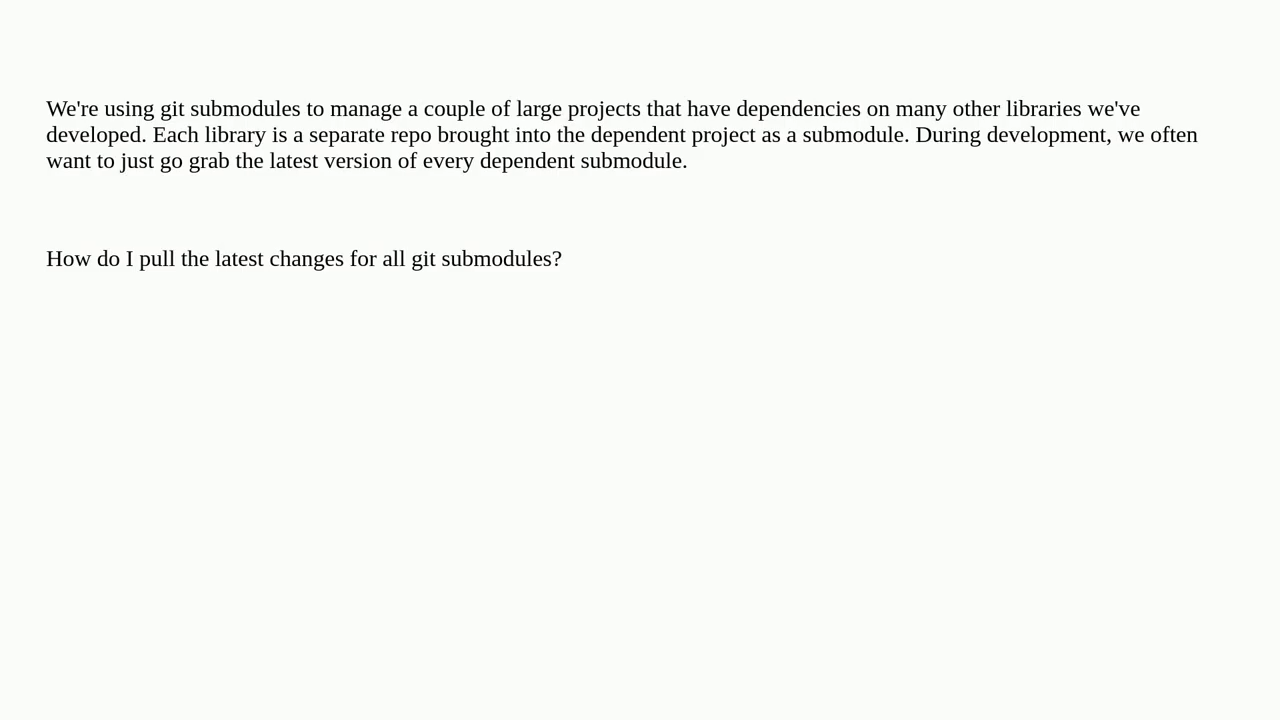 We're using git submodules to manage a couple of large projects that have dependencies on many other libraries we've
developed. Each library is a separate repo brought into the dependent project as a submodule. During development, we often
want to just go grab the latest version of every dependent submodule.
How do I pull the latest changes for all git submodules?